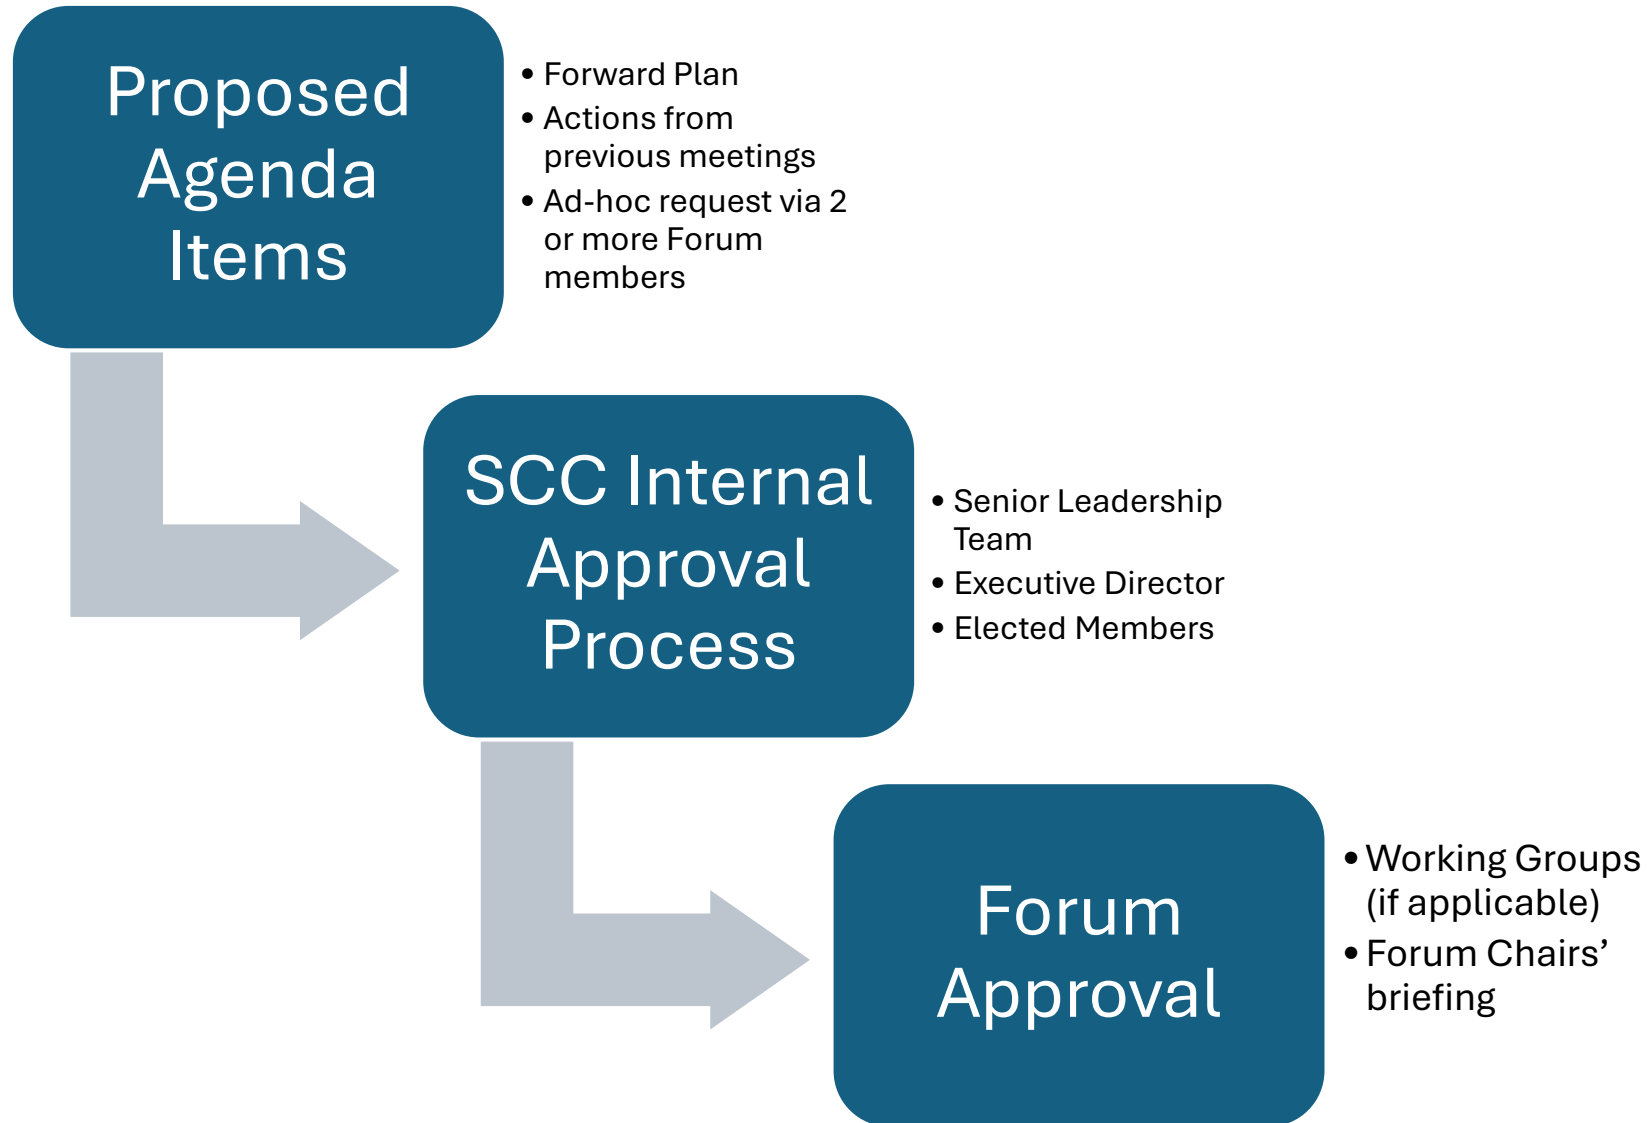 Proposed
Agenda
Items
• Forward Plan
• Actions from
previous meetings
• Ad-hoc request via 2
or more Forum
members
SCC Internal
Approval
Process
• Senior Leadership
Team
• Executive Director
• Elected Members
Forum
Approval
• Working Groups
(if applicable)
• Forum Chairs’
briefing